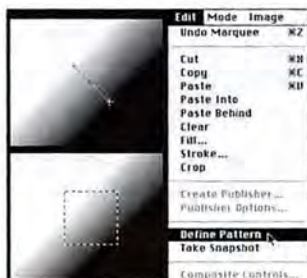 Edit Mode Image
Undo Marquee ⌘Z
Cut ⌘X
Copy ⌘C
Paste ⌘V
Paste Into
Paste Behind
Clear
Fill...
Stroke...
Crop
Create Publisher...
Publisher Options...
Define Pattern
Take Snapshot
Composite Controls...